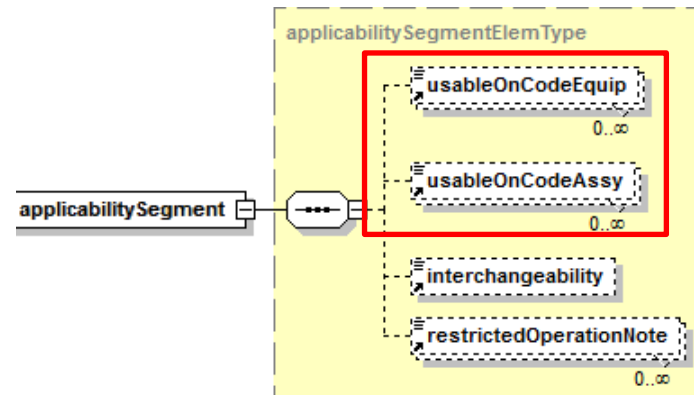 applicabilitySegmentElemType
usableOnCodeEquip
0..∞
usableOnCodeAssy
0..∞
applicabilitySegment
interchangeability
restrictedOperationNote
0..∞